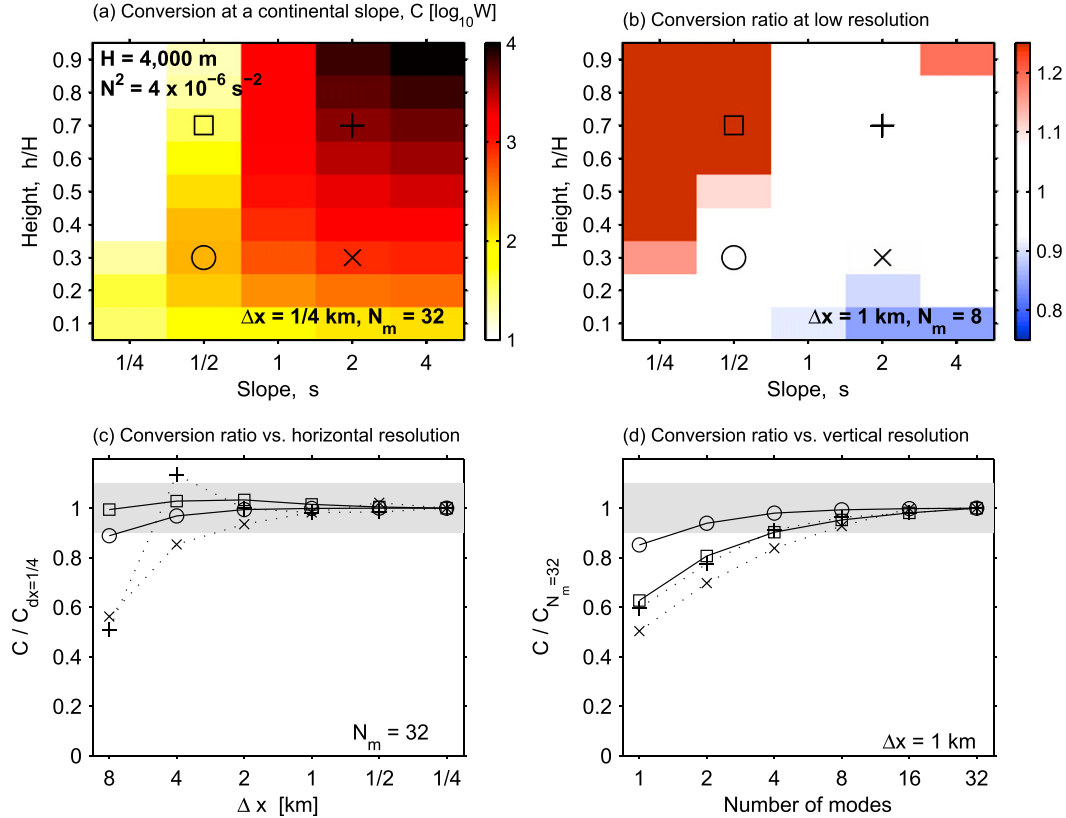 (a) Conversion at a continental slope, C [log10W]
H = 4,000 m
N2 = 4 x 10−6 s−2
Δx = 1/4 km, Nm = 32
Height, h/H
0.9
0.8
0.7
0.6
0.5
0.4
0.3
0.2
0.1
1/4 1/2 1 2 4
Slope, s
4
3
2
1
(b) Conversion ratio at low resolution
Δx = 1 km, Nm = 8
Height, h/H
0.9
0.8
0.7
0.6
0.5
0.4
0.3
0.2
0.1
1/4 1/2 1 2 4
Slope, s
1.2
1.1
1
0.9
0.8
(c) Conversion ratio vs. horizontal resolution
C / Cdx=1/4
1
0.8
0.6
0.4
0.2
0
Nm = 32
8 4 2 1 1/2 1/4
Δ x [km]
(d) Conversion ratio vs. vertical resolution
C / CNm=32
1
0.8
0.6
0.4
0.2
0
Δx = 1 km
1 2 4 8 16 32
Number of modes